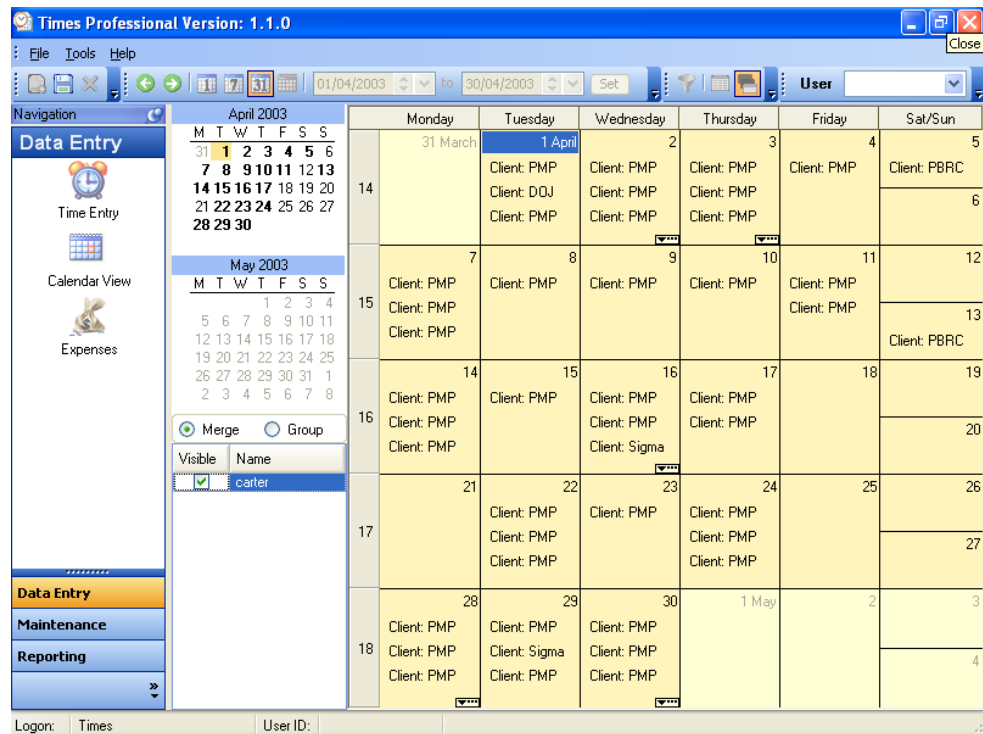 Times Professional Version: 1.1.0
Close
File Tools Help
1 7 31 01/04/2003 to 30/04/2003 Set User
Navigation
Data Entry
Time Entry
Calendar View
Expenses
Data Entry
Maintenance
Reporting
»
April 2003
M T W T F S S
31 1 2 3 4 5 6
7 8 9 10 11 12 13
14 15 16 17 18 19 20
21 22 23 24 25 26 27
28 29 30
May 2003
M T W T F S S
1 2 3 4
5 6 7 8 9 10 11
12 13 14 15 16 17 18
19 20 21 22 23 24 25
26 27 28 29 30 31 1
2 3 4 5 6 7 8
Merge Group
Visible Name
carter
Monday Tuesday Wednesday Thursday Friday Sat/Sun
31 March 1 April 2 3 4 5
Client: PMP Client: PMP Client: PMP Client: PMP Client: PBRC
14 Client: DOJ Client: PMP Client: PMP 6
Client: PMP Client: PMP Client: PMP
7 8 9 10 11 12
Client: PMP Client: PMP Client: PMP Client: PMP Client: PMP
15 Client: PMP Client: PMP 13
Client: PMP Client: PBRC
14 15 16 17 18 19
Client: PMP Client: PMP Client: PMP Client: PMP
16 Client: PMP Client: PMP Client: PMP 20
Client: PMP Client: Sigma
21 22 23 24 25 26
Client: PMP Client: PMP Client: PMP
17 Client: PMP Client: PMP 27
Client: PMP Client: PMP
28 29 30 1 May 2 3
Client: PMP Client: PMP Client: PMP
18 Client: PMP Client: Sigma Client: PMP 4
Client: PMP Client: PMP Client: PMP
Logon: Times User ID: